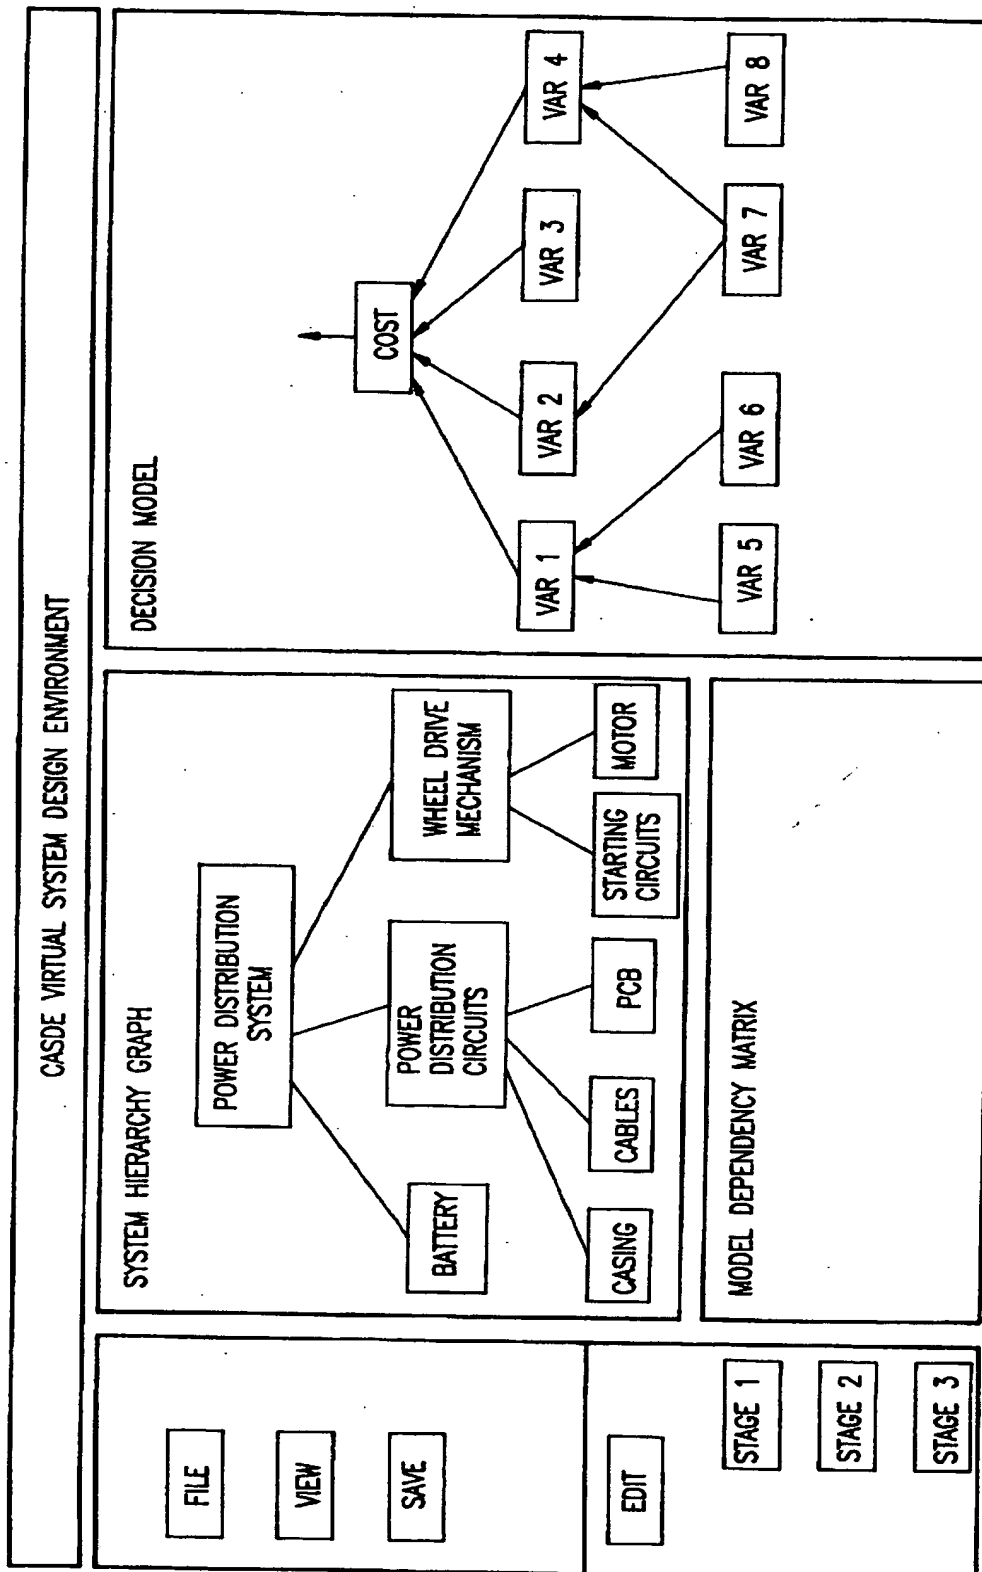 CASDE VIRTUAL SYSTEM DESIGN ENVIRONMENT
FILE
VIEW
SAVE
EDIT
STAGE 1
STAGE 2
STAGE 3
SYSTEM HIERARCHY GRAPH
POWER DISTRIBUTION
SYSTEM
BATTERY
POWER
DISTRIBUTION
CIRCUITS
WHEEL DRIVE
MECHANISM
CASING
CABLES
PCB
STARTING
CIRCUITS
MOTOR
MODEL DEPENDENCY MATRIX
DECISION MODEL
COST
VAR 1
VAR 2
VAR 3
VAR 4
VAR 5
VAR 6
VAR 7
VAR 8